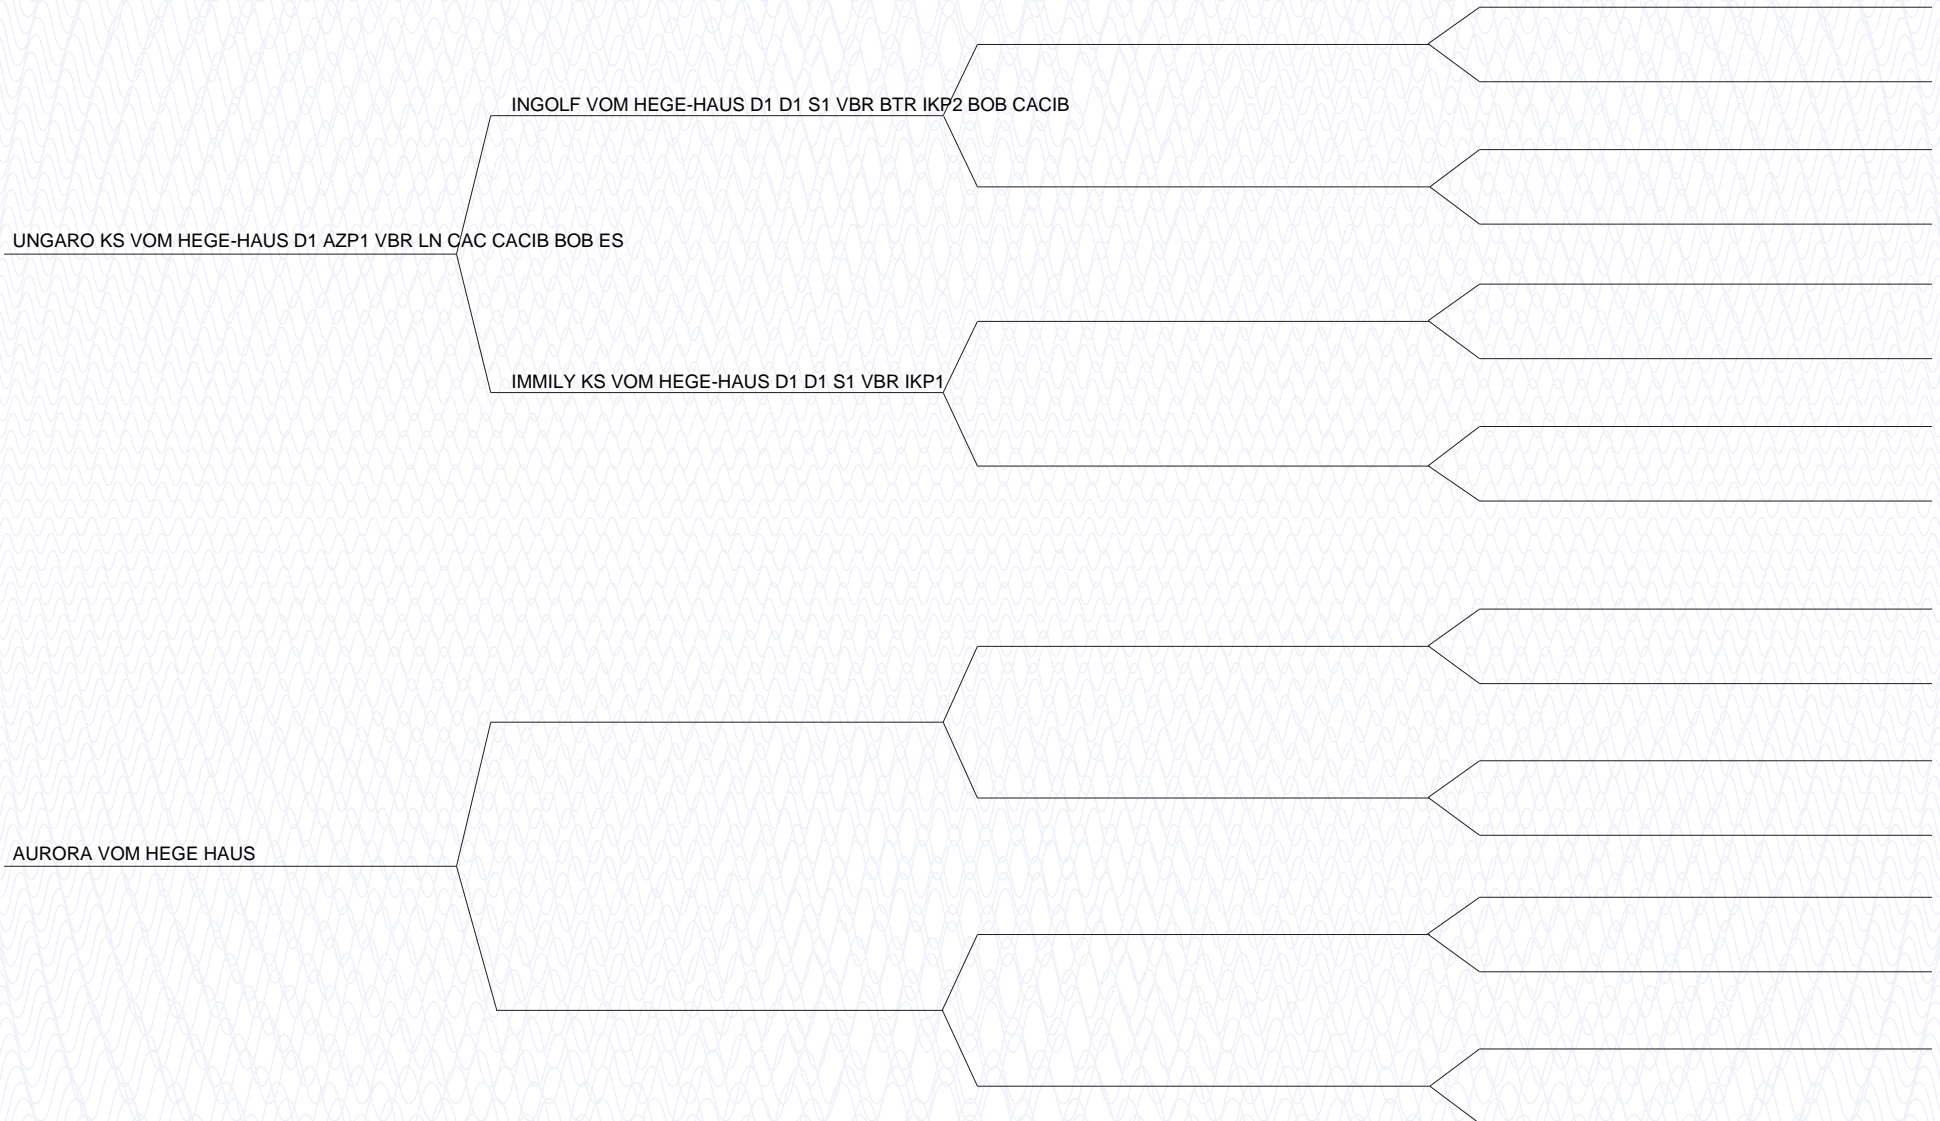 INGOLF VOM HEGE-HAUS D1 D1 S1 VBR BTR IKP2 BOB CACIB
UNGARO KS VOM HEGE-HAUS D1 AZP1 VBR LN CAC CACIB BOB ES
IMMILY KS VOM HEGE-HAUS D1 D1 S1 VBR IKP1
AURORA VOM HEGE HAUS